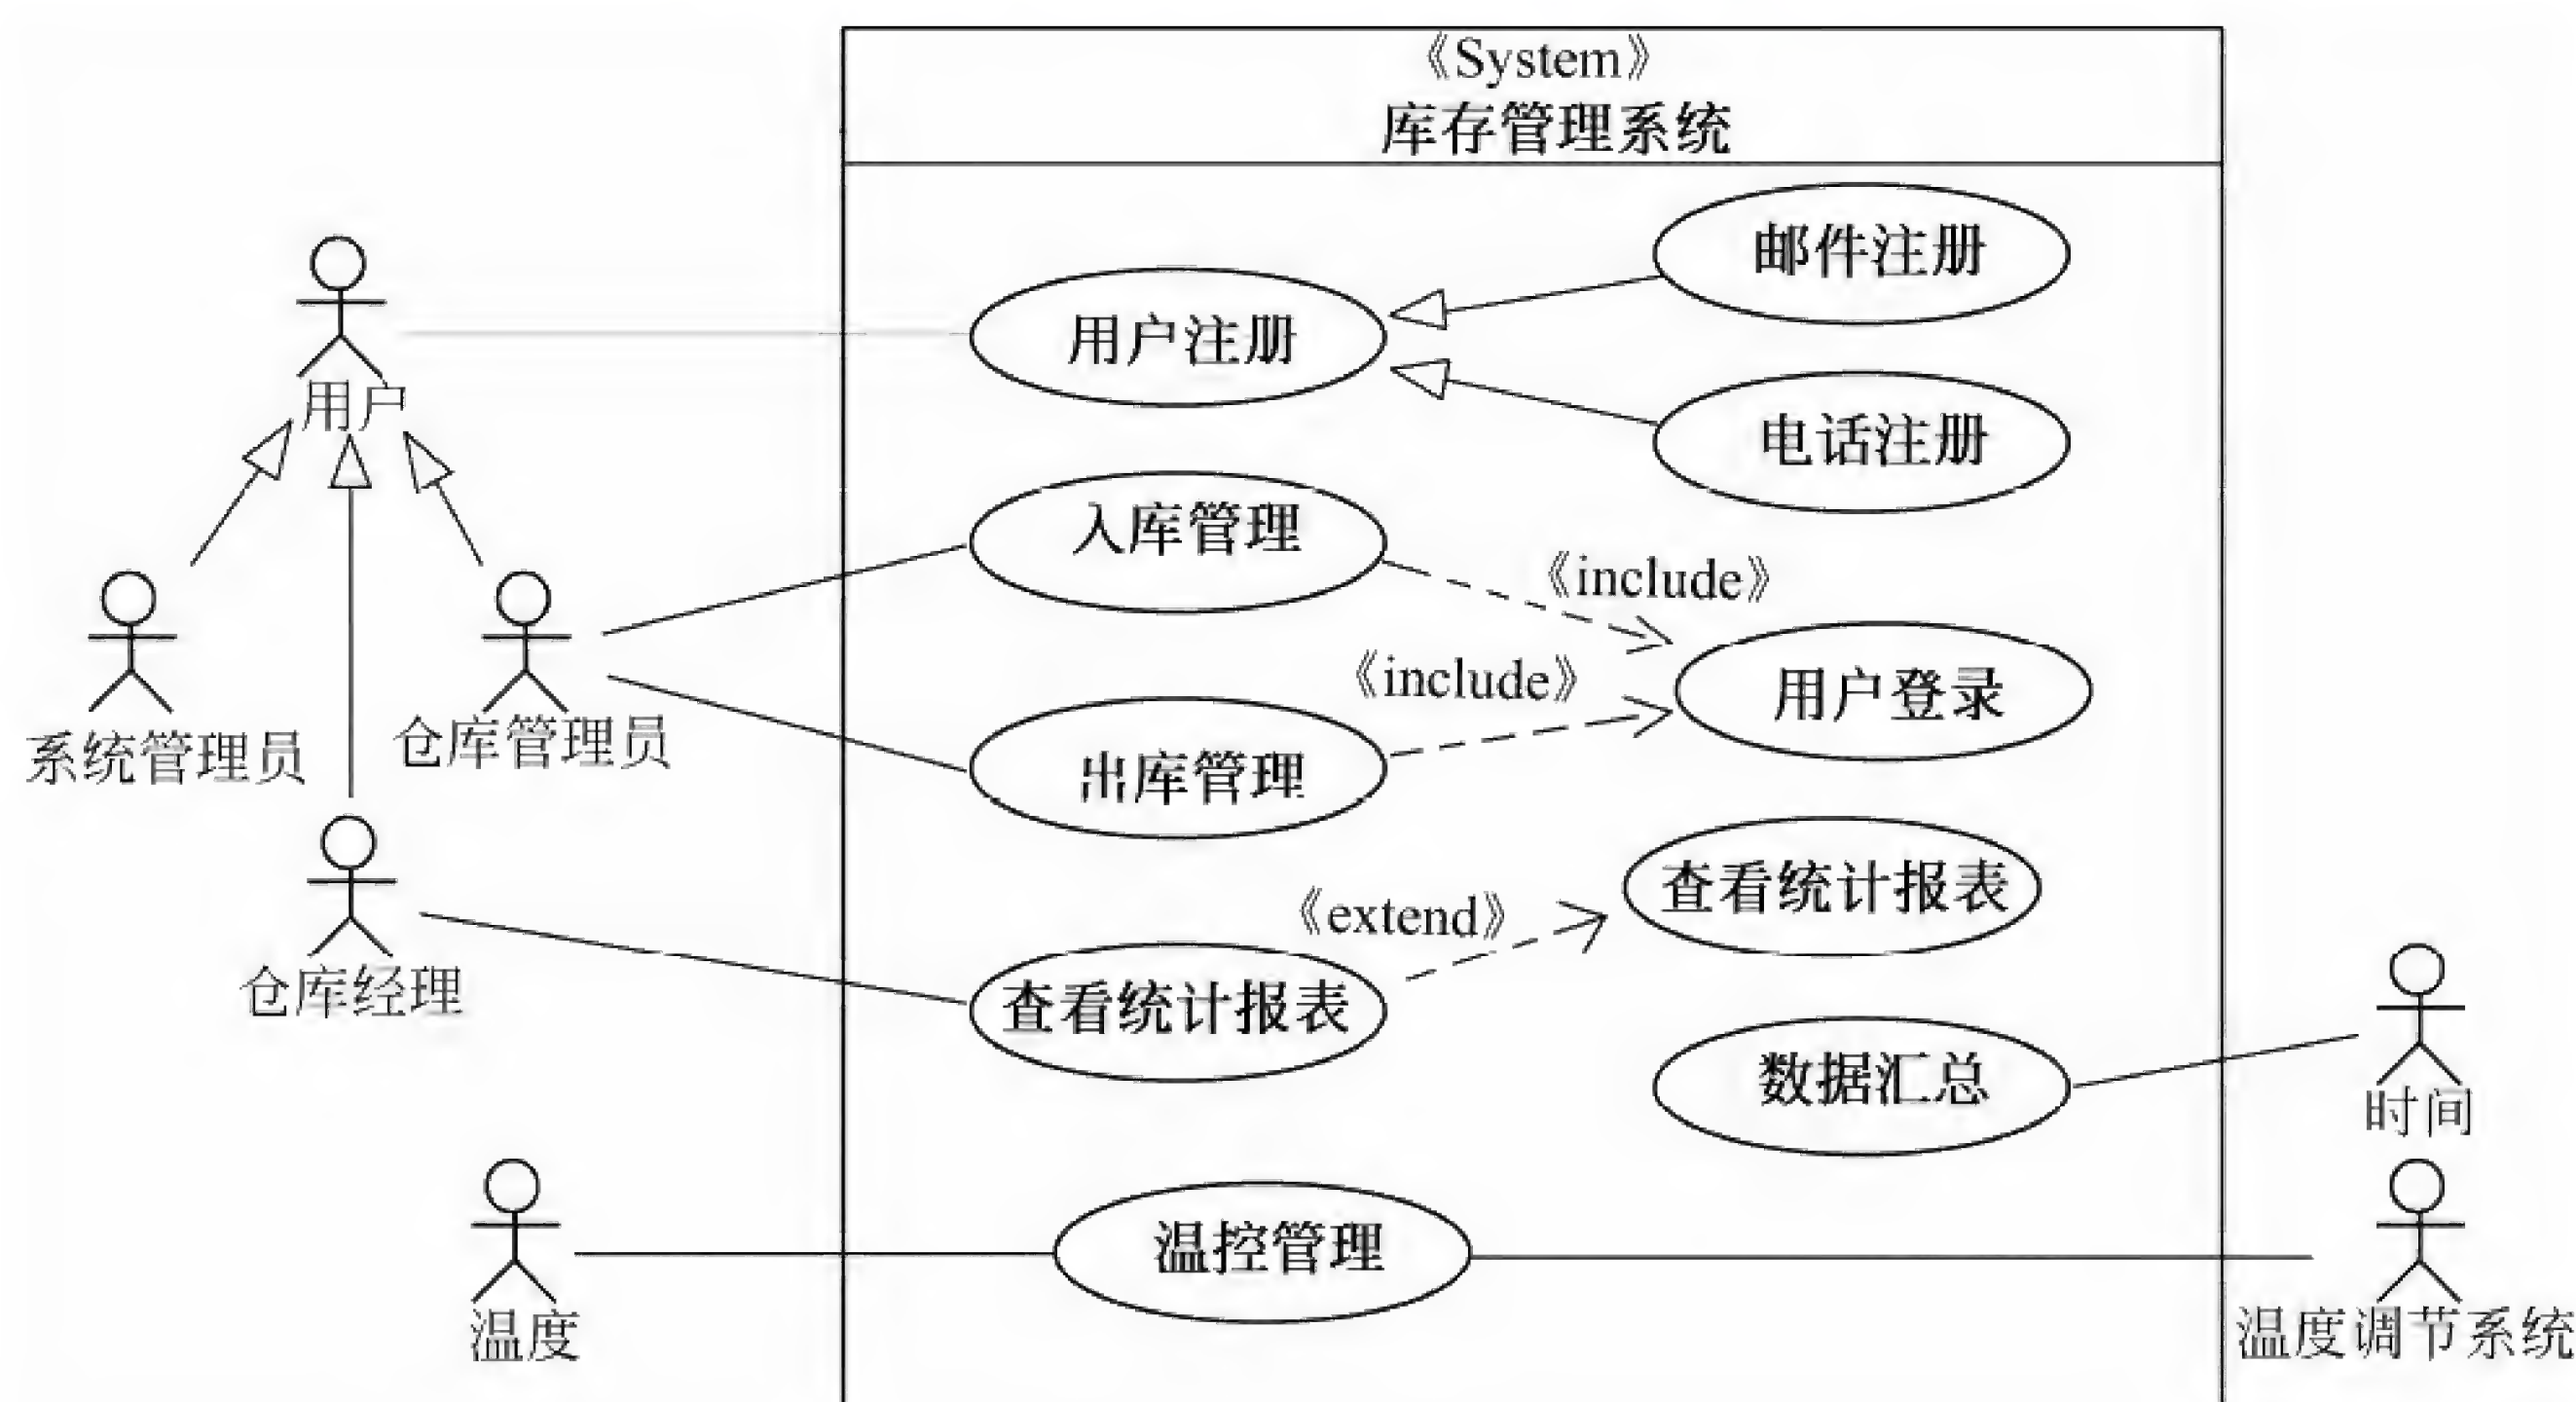 《System》
库存管理系统
邮件注册
用户注册
用户
电话注册
入库管理
《include》
《include》
用户登录
系统管理员
仓库管理员
出库管理
查看统计报表
《extend》
仓库经理
查看统计报表
数据汇总
时间
温控管理
温度
温度调节系统